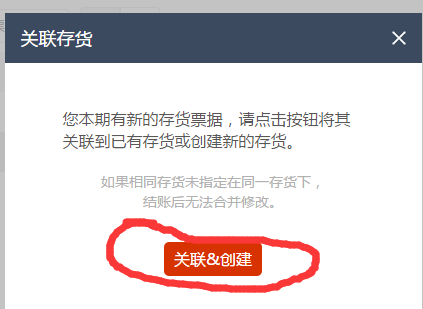 关联存货
您本期有新的存货票据，请点击按钮将其
关联到已有存货或创建新的存货。
如果相同存货未指定在同一存货下，
结账后无法合并修改。
关联&创建